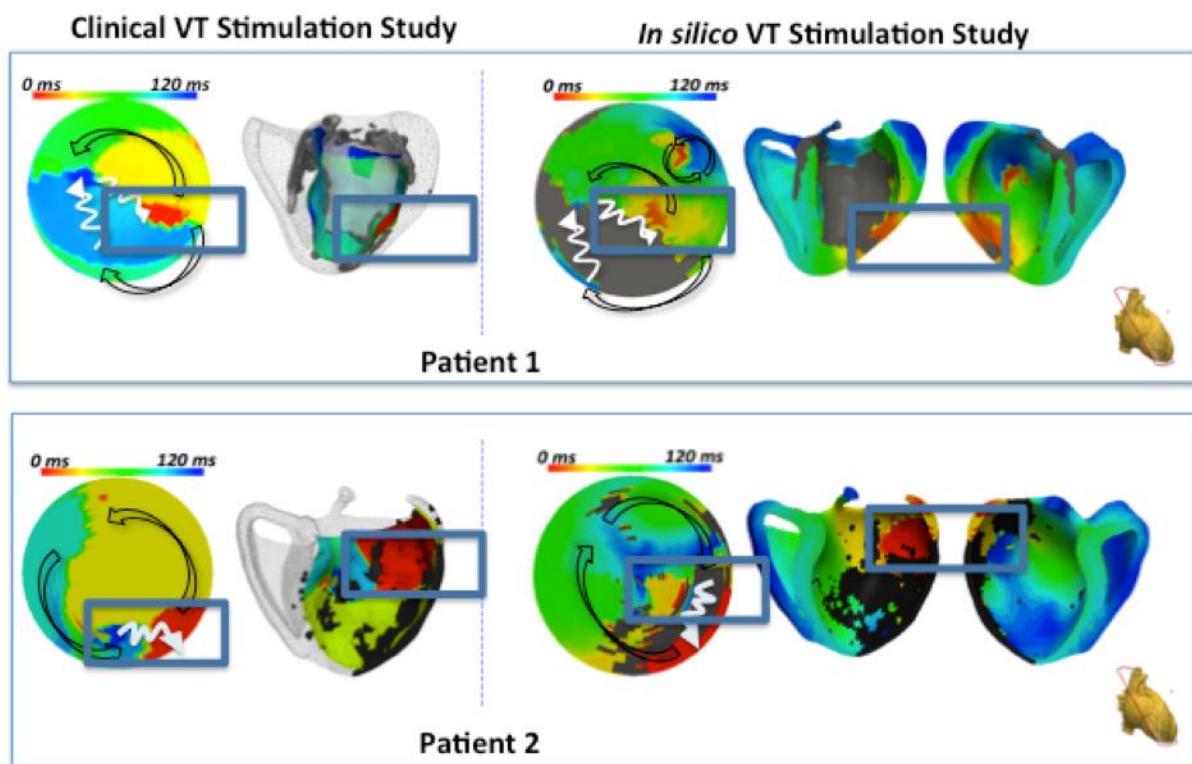 Clinical VT Stimulation Study
In silico VT Stimulation Study
0 ms 120 ms
0 ms 120 ms
Patient 1
0 ms 120 ms
0 ms 120 ms
Patient 2